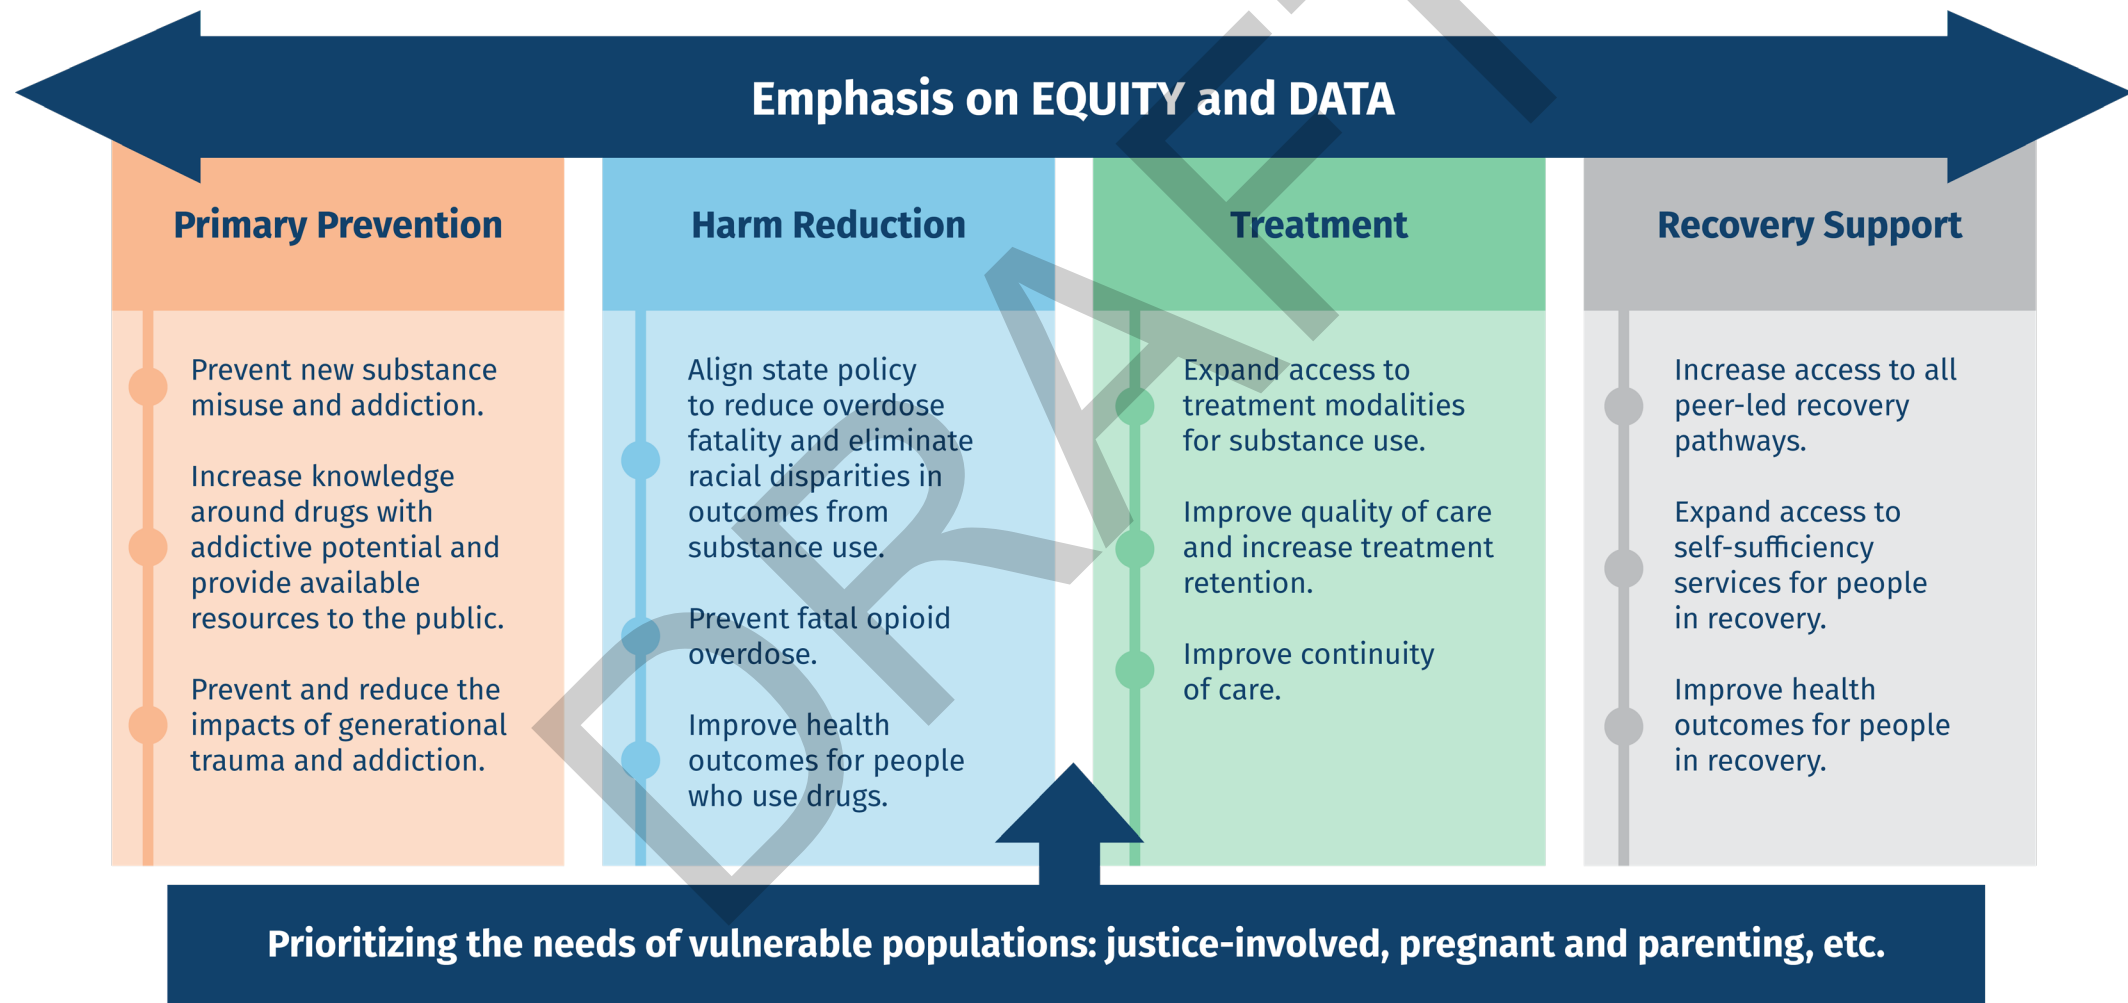 Emphasis on EQUITY and DATA
Primary Prevention
Prevent new substance
misuse and addiction.
Increase knowledge
around drugs with
addictive potential and
provide available
resources to the public.
Prevent and reduce the
impacts of generational
trauma and addiction.
Harm Reduction
Align state policy
to reduce overdose
fatality and eliminate
racial disparities in
outcomes from
substance use.
Prevent fatal opioid
overdose.
Improve health
outcomes for people
who use drugs.
Treatment
Expand access to
treatment modalities
for substance use.
Improve quality of care
and increase treatment
retention.
Improve continuity
of care.
Recovery Support
Increase access to all
peer-led recovery
pathways.
Expand access to
self-sufficiency
services for people
in recovery.
Improve health
outcomes for people
in recovery.
Prioritizing the needs of vulnerable populations: justice-involved, pregnant and parenting, etc.
DRAFT